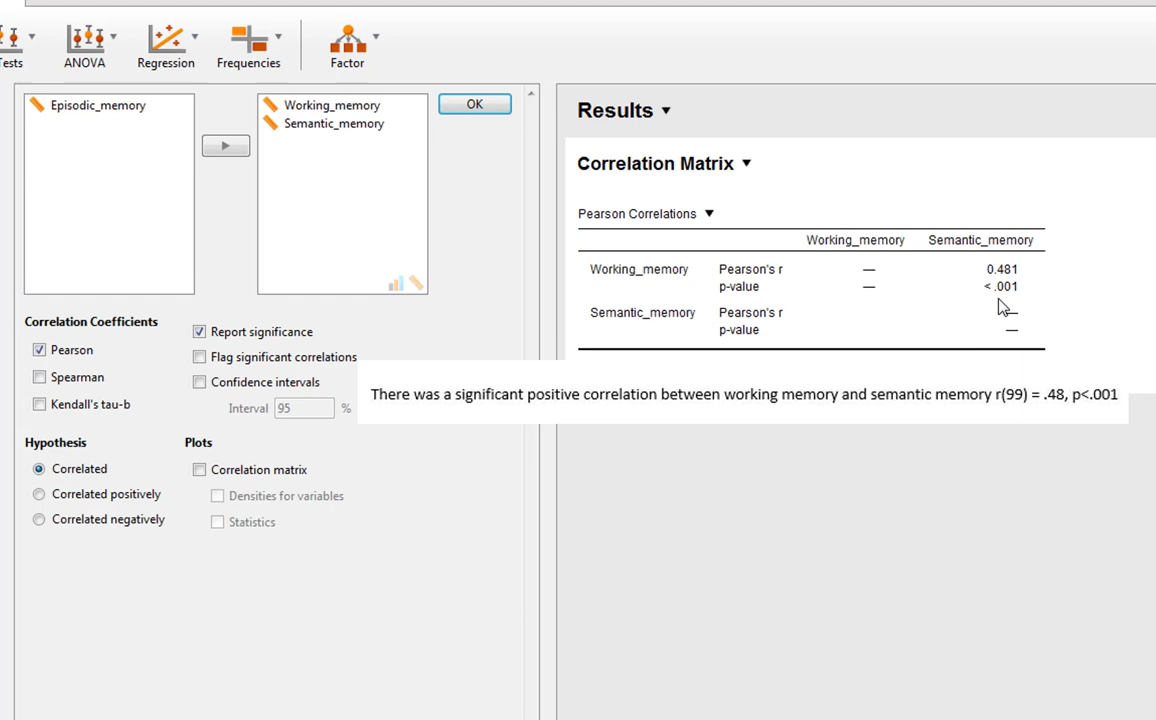 Tests
ANOVA
Regression
Frequencies
Factor
Episodic_memory
Working_memory
Semantic_memory
OK
Correlation Coefficients
Pearson
Spearman
Kendall's tau-b
Report significance
Flag significant correlations
Confidence intervals
Interval 95 %
Hypothesis
Correlated
Correlated positively
Correlated negatively
Plots
Correlation matrix
Densities for variables
Statistics
Results
Correlation Matrix
Pearson Correlations
Working_memory Semantic_memory
Working_memory Pearson's r — 0.481
p-value — < .001
Semantic_memory Pearson's r —
p-value —
There was a significant positive correlation between working memory and semantic memory r(99) = .48, p<.001